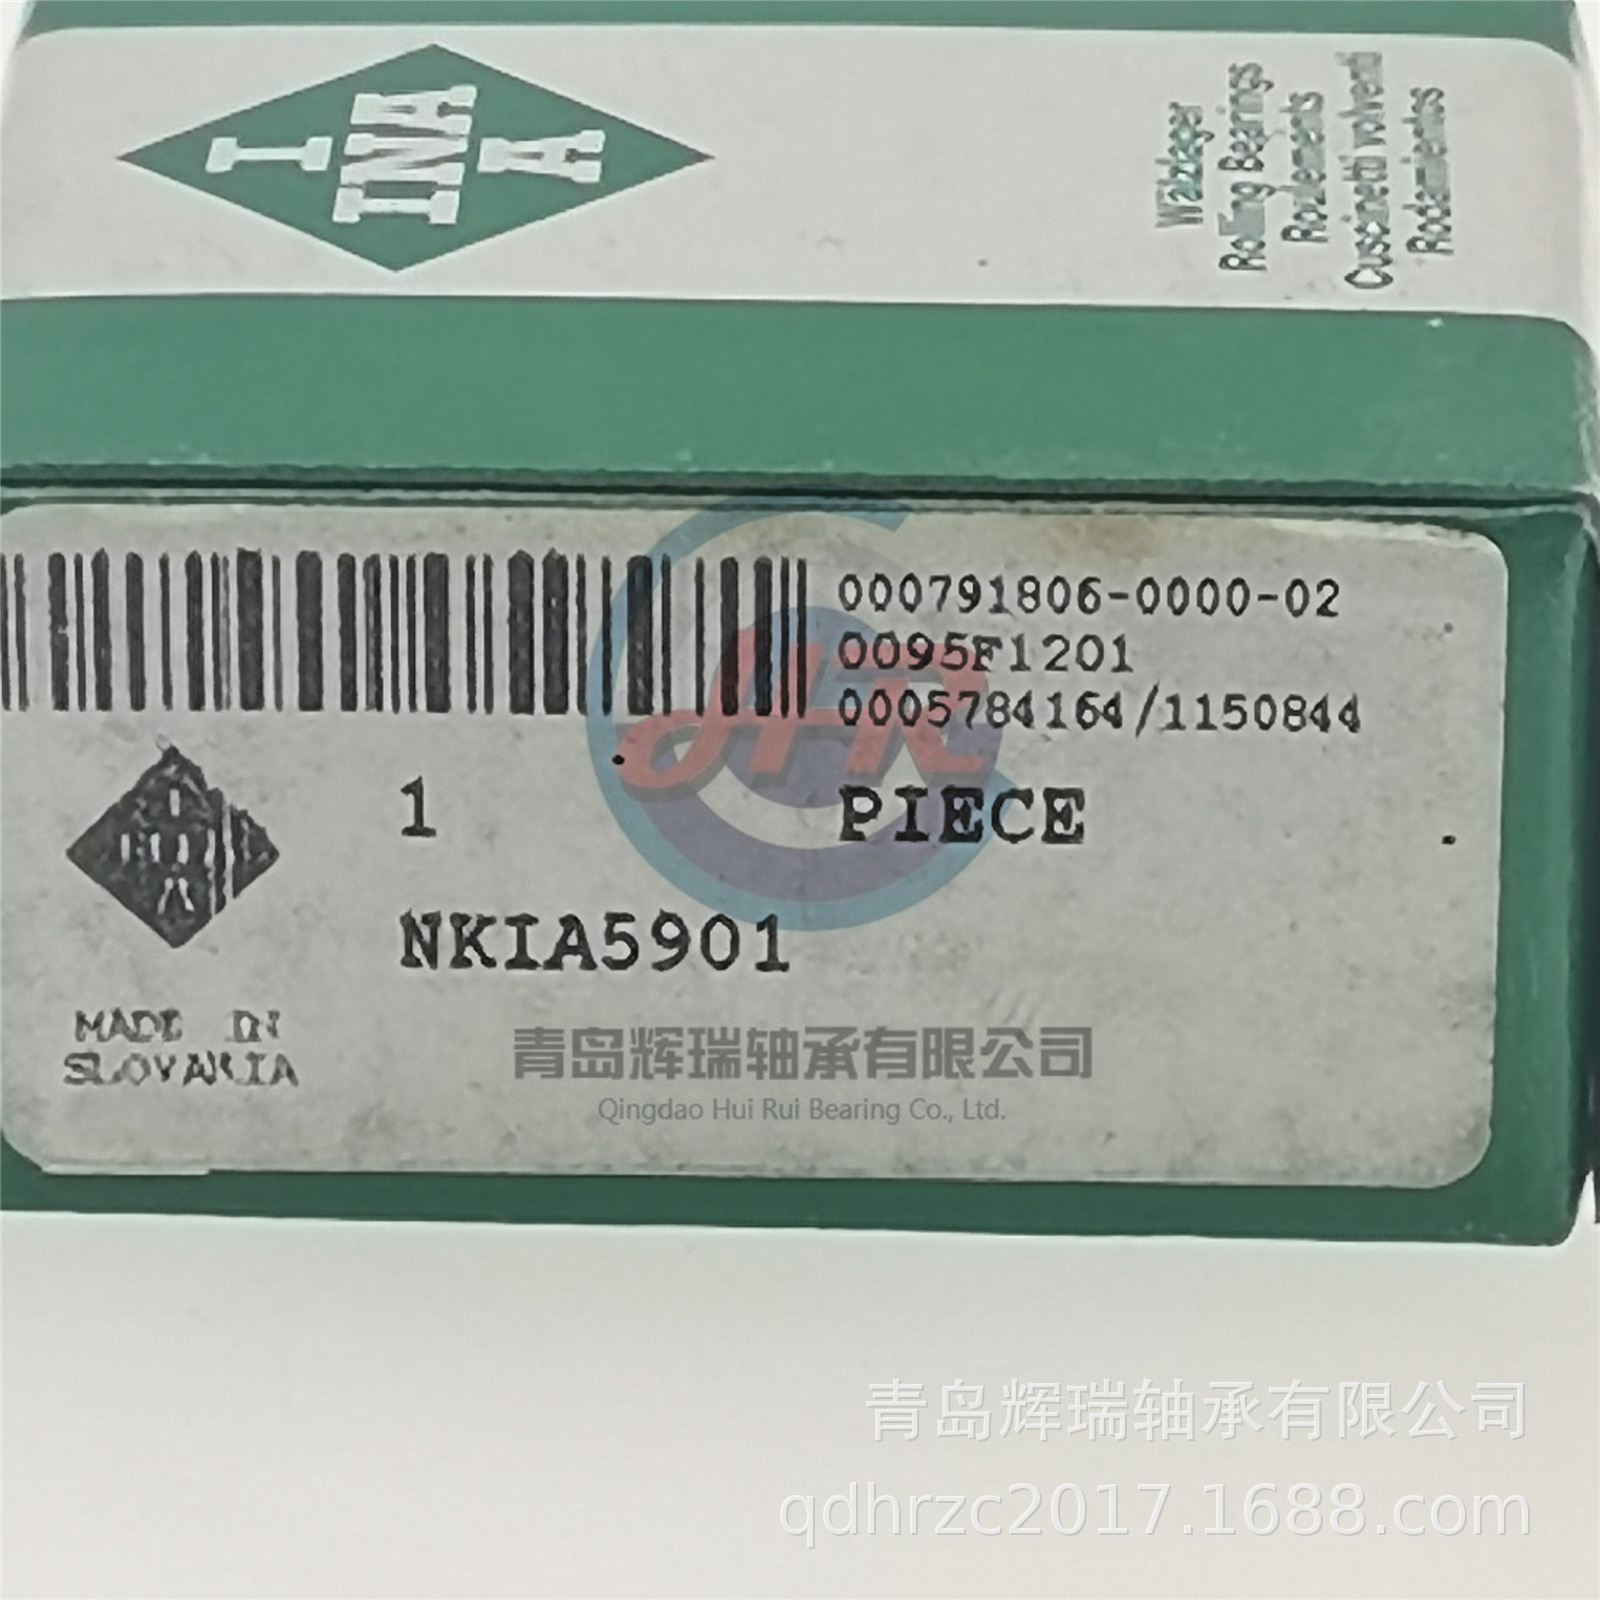 I
INA
A
Wälzlager
Rolling Bearings
Roulements
Cuscinetti volventi
Rodamientos
000791806-0000-02
0095F1201
0005784164/1150844
1 PIECE
NKIA5901
MADE IN
SLOVAKIA
HR
青岛辉瑞轴承有限公司
Qingdao Hui Rui Bearing Co., Ltd.
青岛辉瑞轴承有限公司
qdhrzc2017.1688.com